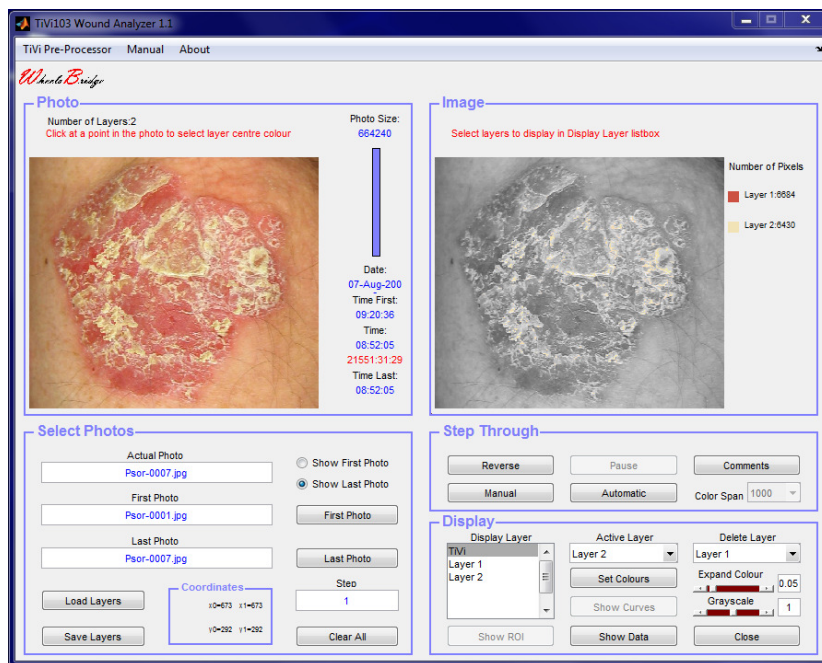 TiVi103 Wound Analyzer 1.1
TiVi Pre-Processor Manual About
WheelsBridge
Photo
Number of Layers:2
Click at a point in the photo to select layer centre colour
Photo Size:
664240
Date:
07-Aug-200
Time First:
09:20:36
Time:
08:52:05
21551:31:29
Time Last:
08:52:05
Image
Select layers to display in Display Layer listbox
Number of Pixels
Layer 1:6684
Layer 2:6430
Select Photos
Actual Photo
Psor-0007.jpg
First Photo
Psor-0001.jpg
Last Photo
Psor-0007.jpg
Show First Photo
Show Last Photo
First Photo
Last Photo
Step
1
Load Layers
Save Layers
Coordinates
x0=673 x1=673
y0=292 y1=292
Clear All
Step Through
Reverse Pause Comments
Manual Automatic Color Span 1000
Display
Display Layer
TiVi
Layer 1
Layer 2
Show ROI
Active Layer
Layer 2
Set Colours
Show Curves
Show Data
Delete Layer
Layer 1
Expand Colour
0.05
Grayscale
1
Close